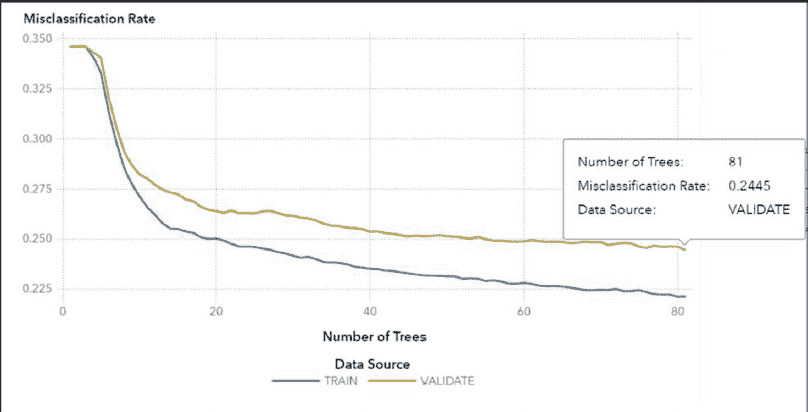 Misclassification Rate
0.350
0.325
0.300
0.275
0.250
0.225
0
20
40
60
80
Number of Trees: 81
Misclassification Rate: 0.2445
Data Source: VALIDATE
Number of Trees
Data Source
TRAIN VALIDATE